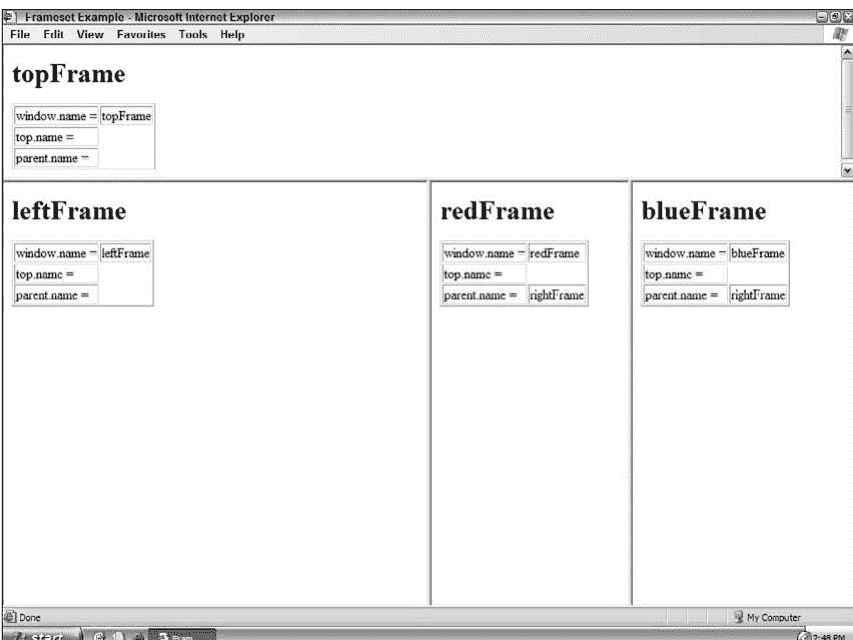 Frameset Example - Microsoft Internet Explorer
File Edit View Favorites Tools Help
topFrame
window.name = topFrame
top.name =
parent.name =
leftFrame
window.name = leftFrame
top.name =
parent.name =
redFrame
window.name = redFrame
top.name =
parent.name = rightFrame
blueFrame
window.name = blueFrame
top.name =
parent.name = rightFrame
Done
My Computer
start
Fram
2:48 PM